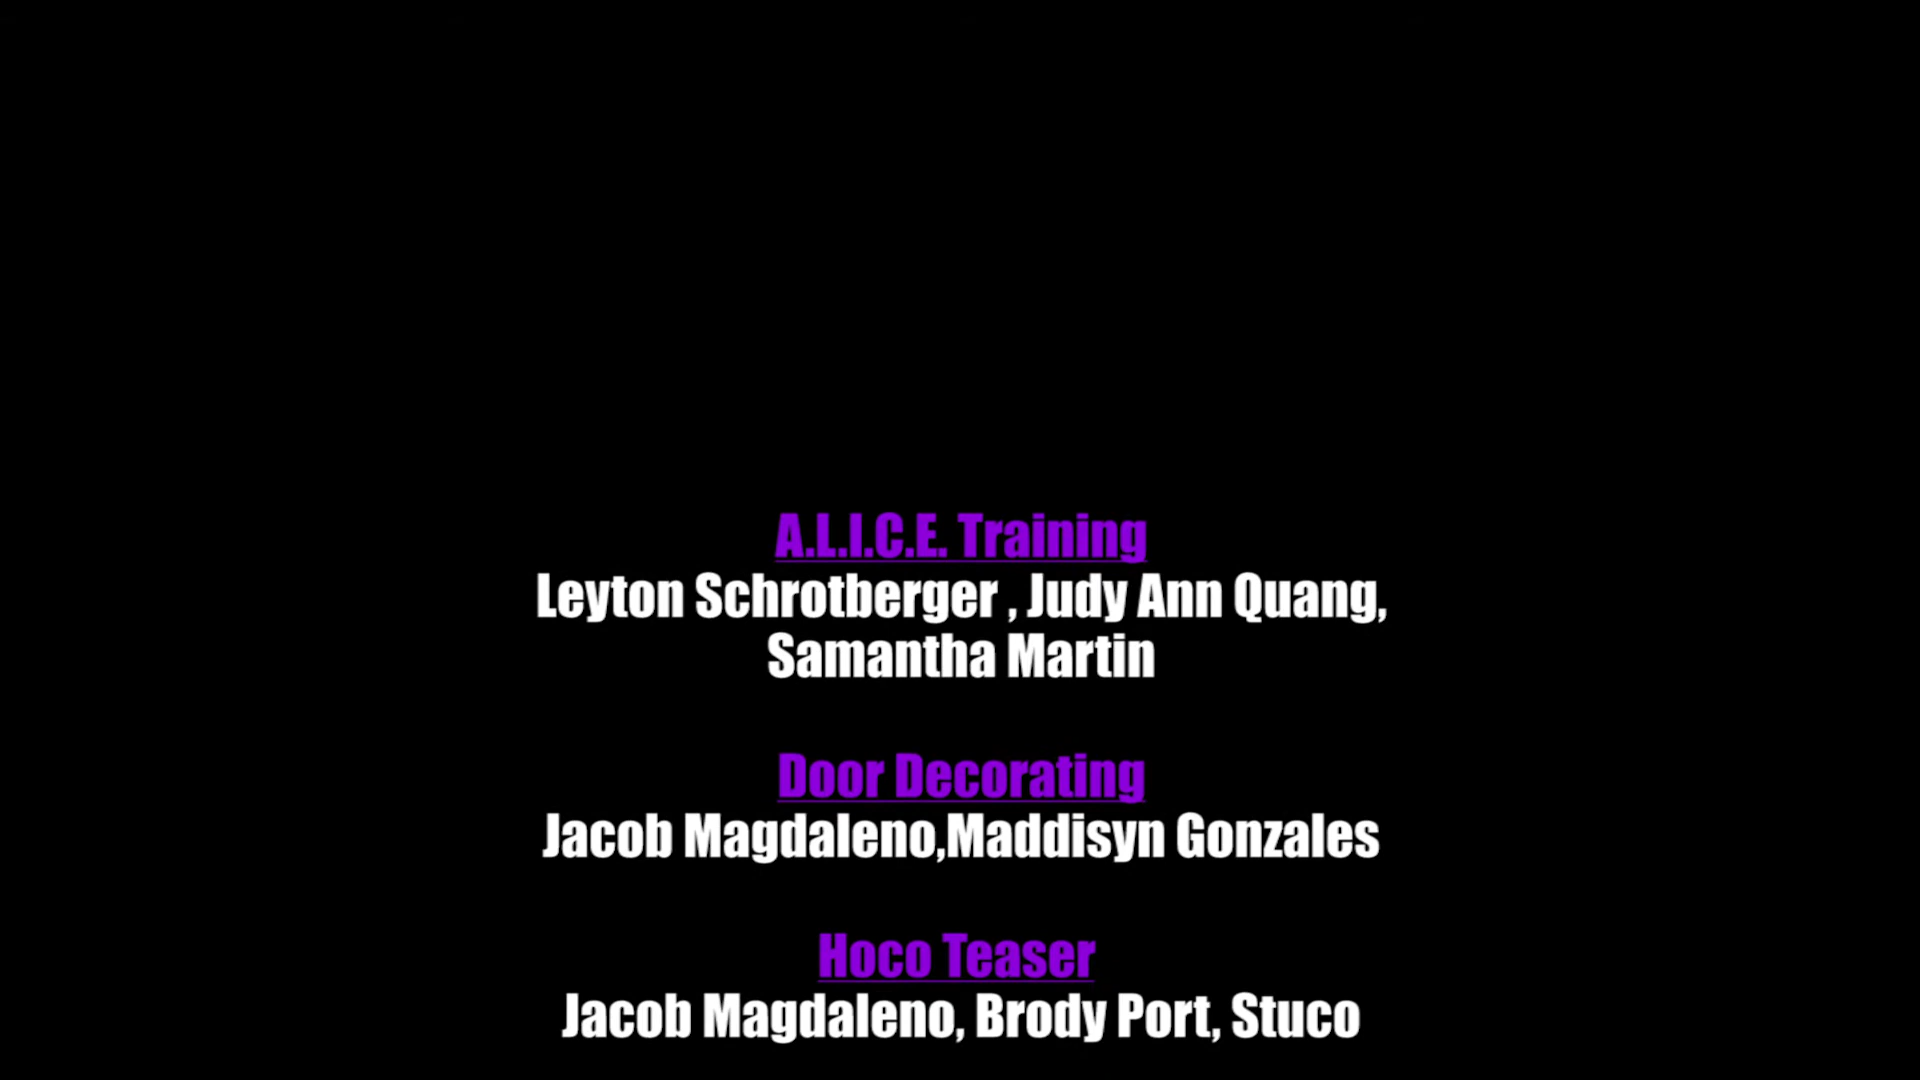 A.L.I.C.E. Training
Leyton Schrotberger , Judy Ann Quang,
Samantha Martin
Door Decorating
Jacob Magdaleno,Maddisyn Gonzales
Hoco Teaser
Jacob Magdaleno, Brody Port, Stuco